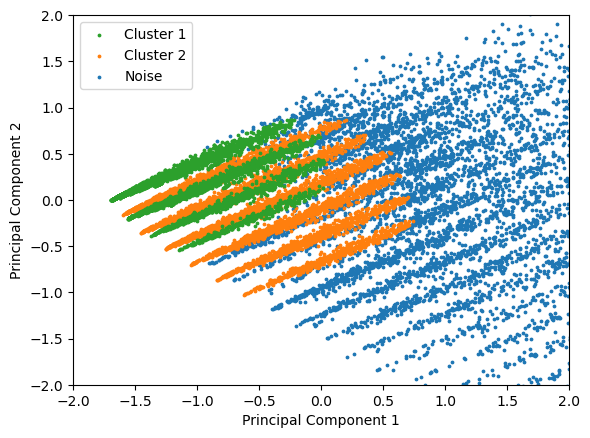 Cluster 1
Cluster 2
Noise
Principal Component 2
2.0
1.5
1.0
0.5
0.0
−0.5
−1.0
−1.5
−2.0
−2.0 −1.5 −1.0 −0.5 0.0 0.5 1.0 1.5 2.0
Principal Component 1